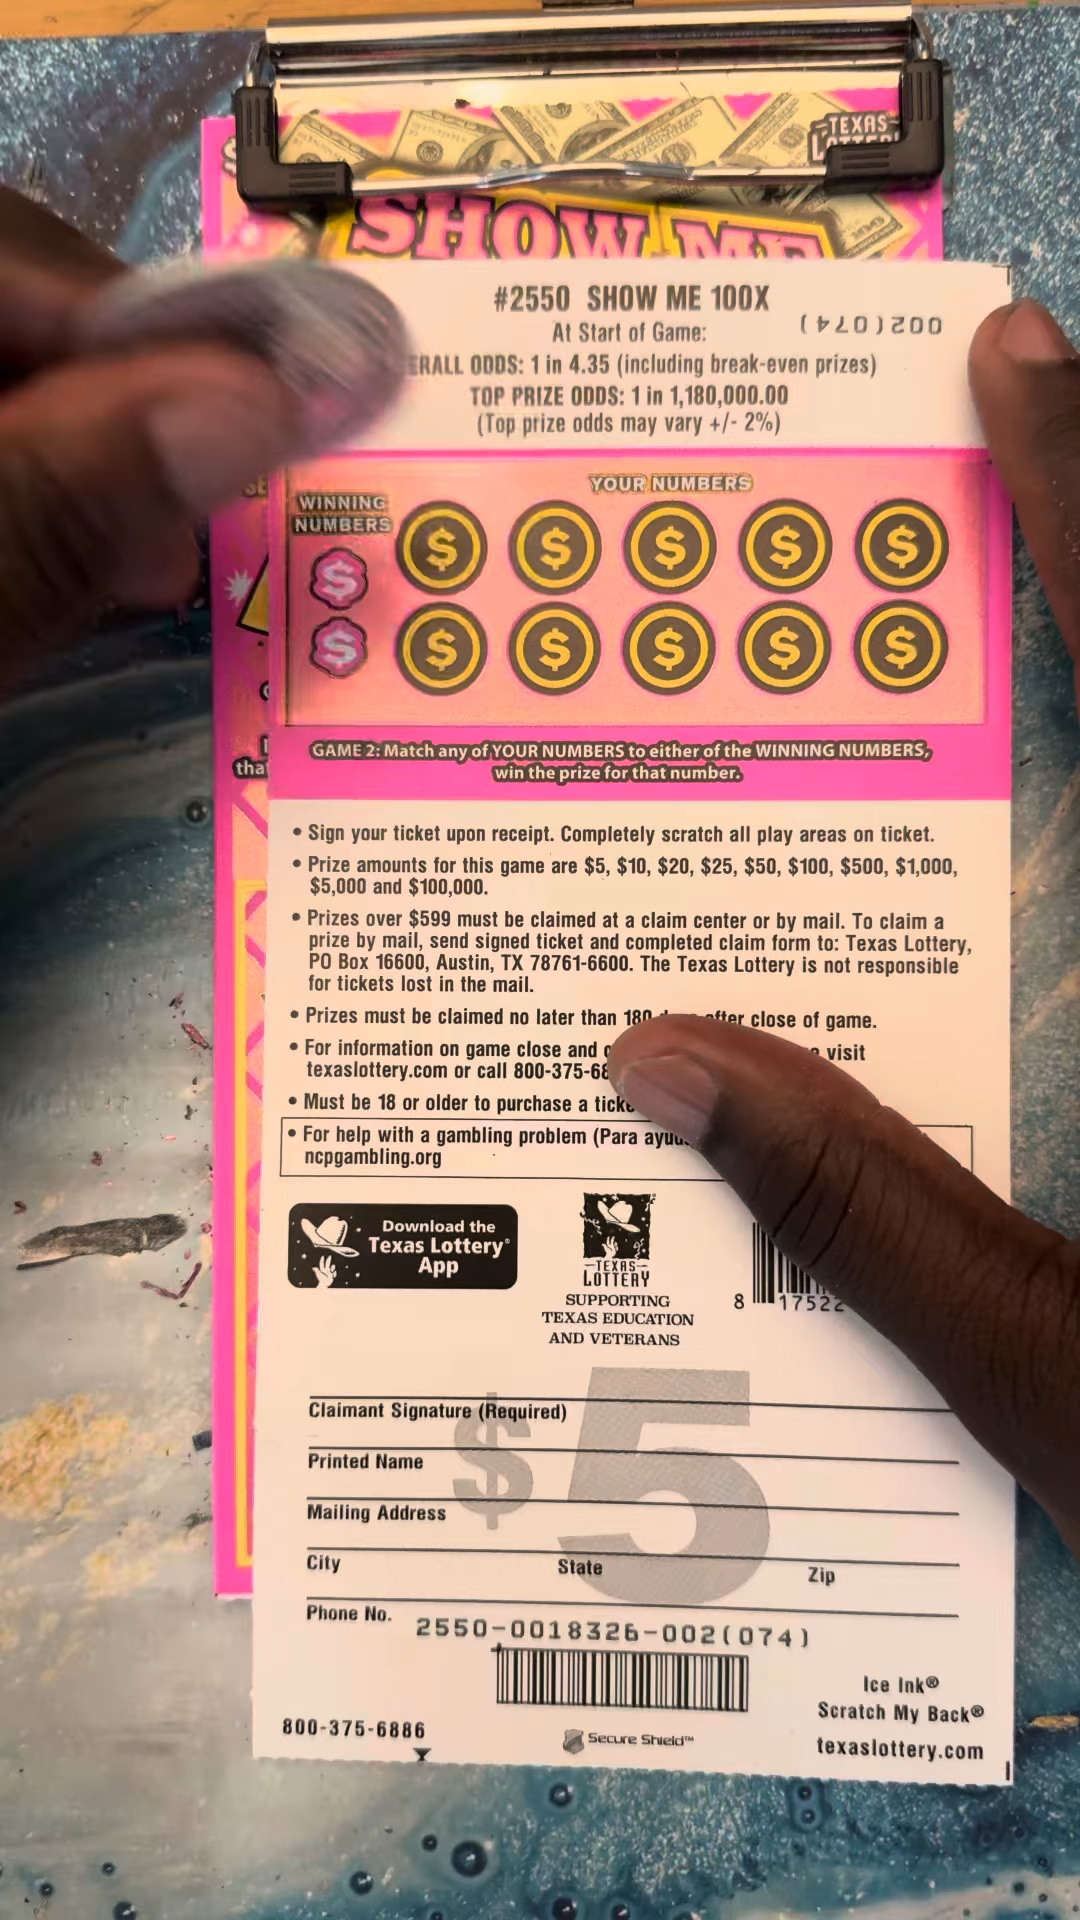 TEXAS
LOTTERY
SHOW ME
#2550 SHOW ME 100X
002(074)
At Start of Game:
ERALL ODDS: 1 in 4.35 (including break-even prizes)
TOP PRIZE ODDS: 1 in 1,180,000.00
(Top prize odds may vary +/- 2%)
YOUR NUMBERS
WINNING
NUMBERS
$ $ $ $ $ $
$ $ $ $ $ $
GAME 2: Match any of YOUR NUMBERS to either of the WINNING NUMBERS,
win the prize for that number.
tha
• Sign your ticket upon receipt. Completely scratch all play areas on ticket.
• Prize amounts for this game are $5, $10, $20, $25, $50, $100, $500, $1,000,
$5,000 and $100,000.
• Prizes over $599 must be claimed at a claim center or by mail. To claim a
prize by mail, send signed ticket and completed claim form to: Texas Lottery,
PO Box 16600, Austin, TX 78761-6600. The Texas Lottery is not responsible
for tickets lost in the mail.
• Prizes must be claimed no later than 180 after close of game.
• For information on game close and visit
texaslottery.com or call 800-375-68
• Must be 18 or older to purchase a ticke
• For help with a gambling problem (Para ayu
ncpgambling.org
Download the
Texas Lottery®
App
TEXAS
LOTTERY
SUPPORTING
TEXAS EDUCATION
AND VETERANS
8 17522
$5
Claimant Signature (Required)
Printed Name
Mailing Address
City State Zip
Phone No.
2550-0018326-002(074)
Ice Ink®
Scratch My Back®
800-375-6886
Secure Shield™
texaslottery.com